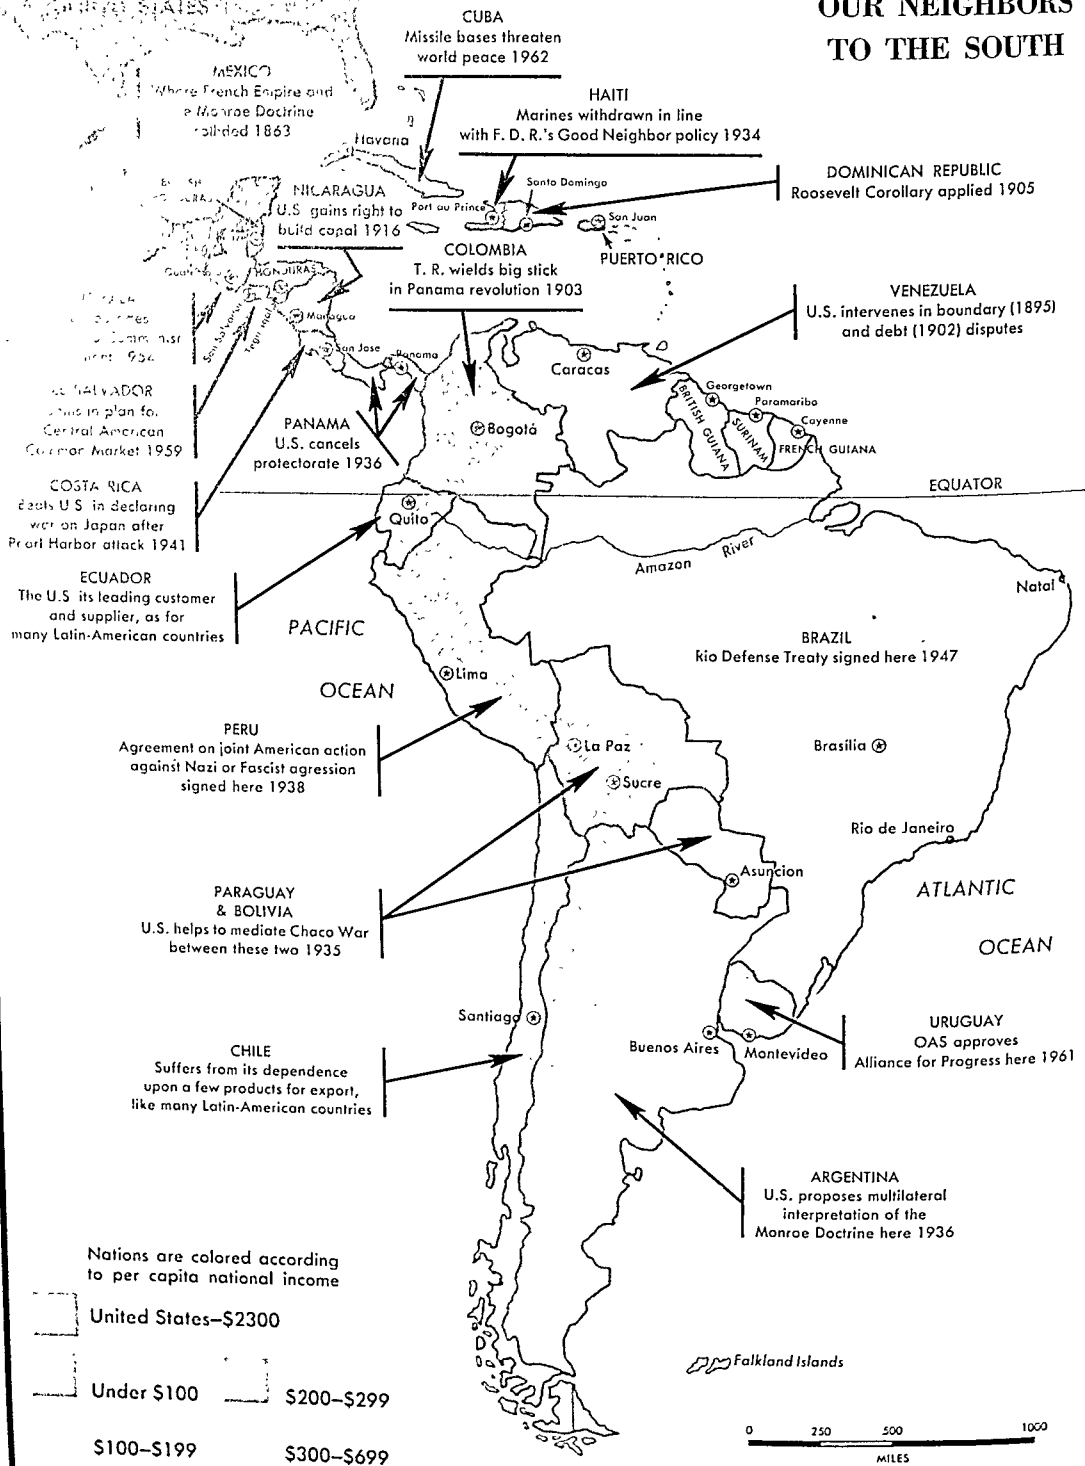 OUR NEIGHBORS
TO THE SOUTH
STATES
CUBA
Missile bases threaten
world peace 1962
MEXICO
Where French Empire and
Monroe Doctrine
collided 1863
HAITI
Marines withdrawn in line
with F. D. R.'s Good Neighbor policy 1934
Havana
DOMINICAN REPUBLIC
Roosevelt Corollary applied 1905
Santo Domingo
Port au Prince
San Juan
PUERTO RICO
NICARAGUA
U.S. gains right to
build canal 1916
COLOMBIA
T. R. wields big stick
in Panama revolution 1903
HONDURAS
VENEZUELA
U.S. intervenes in boundary (1895)
and debt (1902) disputes
Managua
San Salvador
San Jose
Panama
Caracas
Georgetown
Paramaribo
Cayenne
BRITISH GUIANA
SURINAM
FRENCH GUIANA
EL SALVADOR
in plan for
Central American
Common Market 1959
PANAMA
U.S. cancels
protectorate 1936
Bogotá
COSTA RICA
beats U S in declaring
war on Japan after
Pearl Harbor attack 1941
EQUATOR
Quito
ECUADOR
The U.S its leading customer
and supplier, as for
many Latin-American countries
Amazon River
Natal
PACIFIC
OCEAN
BRAZIL
Rio Defense Treaty signed here 1947
Lima
PERU
Agreement on joint American action
against Nazi or Fascist agression
signed here 1938
La Paz
Sucre
Brasilia
Rio de Janeiro
PARAGUAY
& BOLIVIA
U.S. helps to mediate Chaco War
between these two 1935
Asuncion
ATLANTIC
OCEAN
Santiago
Buenos Aires
Montevideo
URUGUAY
OAS approves
Alliance for Progress here 1961
CHILE
Suffers from its dependence
upon a few products for export,
like many Latin-American countries
ARGENTINA
U.S. proposes multilateral
interpretation of the
Monroe Doctrine here 1936
Nations are colored according
to per capita national income
United States–$2300
Under $100
$200–$299
$100–$199
$300–$699
Falkland Islands
0 250 500 1000
MILES